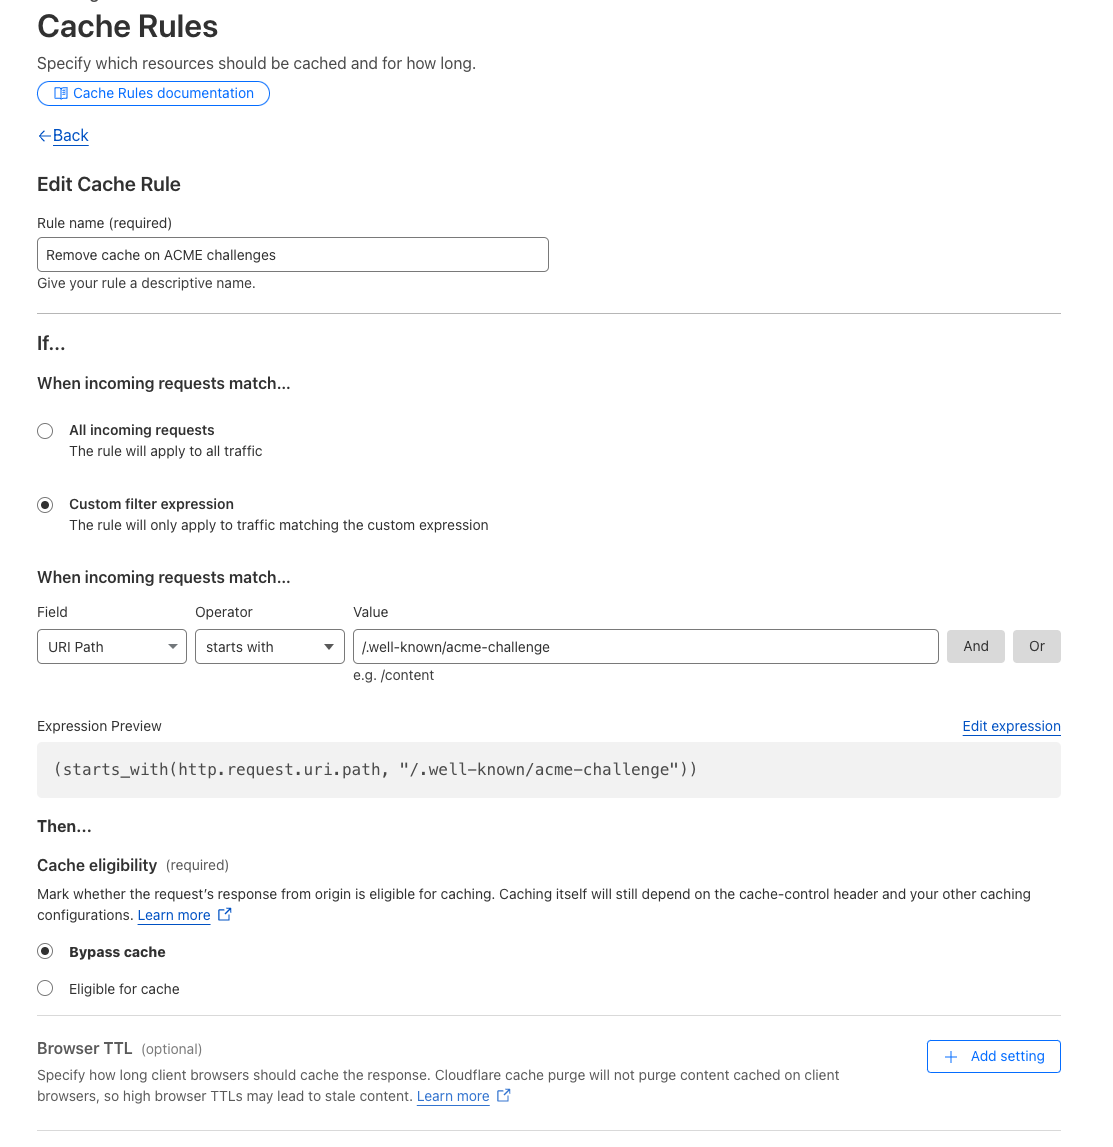 Cache Rules
Specify which resources should be cached and for how long.
Cache Rules documentation
←Back
Edit Cache Rule
Rule name (required)
Remove cache on ACME challenges
Give your rule a descriptive name.
If...
When incoming requests match...
All incoming requests
The rule will apply to all traffic
Custom filter expression
The rule will only apply to traffic matching the custom expression
When incoming requests match...
Field Operator Value
URI Path starts with /.well-known/acme-challenge And Or
e.g. /content
Expression Preview Edit expression
(starts_with(http.request.uri.path, "/.well-known/acme-challenge"))
Then...
Cache eligibility (required)
Mark whether the request's response from origin is eligible for caching. Caching itself will still depend on the cache-control header and your other caching
configurations. Learn more
Bypass cache
Eligible for cache
Browser TTL (optional)
+ Add setting
Specify how long client browsers should cache the response. Cloudflare cache purge will not purge content cached on client
browsers, so high browser TTLs may lead to stale content. Learn more